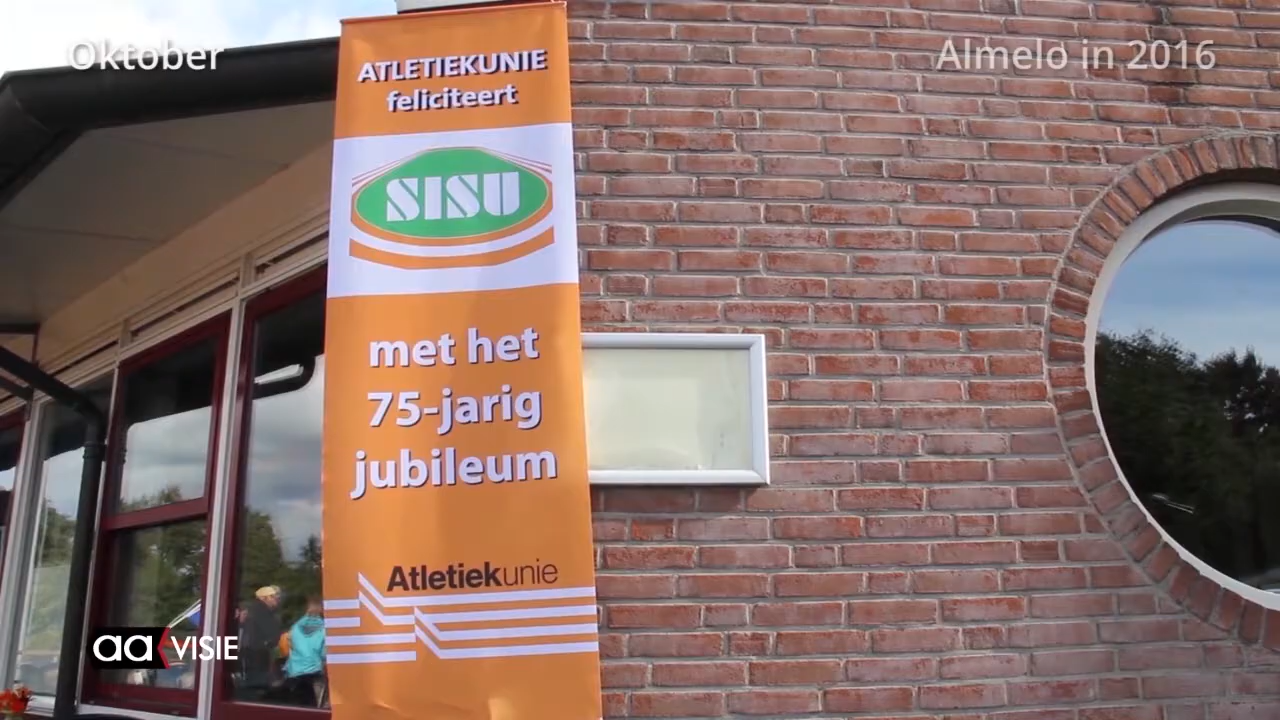 Oktober
Almelo in 2016
ATLETIEKUNIE
feliciteert
SISU
met het
75-jarig
jubileum
Atletiekunie
aa VISIE